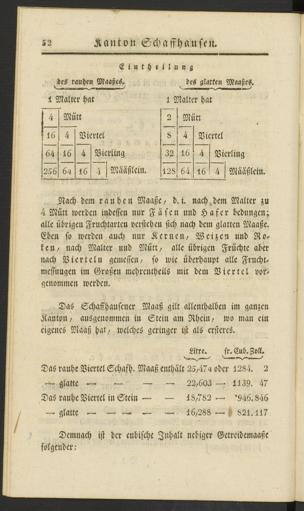 52 Kanton Schaffhausen.
Eintheilung
des rauhen Maaßes. des glatten Maaßes.
1 Malter hat 1 Malter hat
4 Mütt 2 Mütt
16 4 Viertel 8 4 Viertel
64 16 4 Vierling 32 16 4 Vierling
256 64 16 4 Mäßlein. 128 64 16 4 Mäßlein.
Nach dem rauhen Maaße, d. i. nach dem Malter zu
4 Mütt werden indessen nur Fäsen und Hafer bedungen;
alle übrigen Fruchtarten verstehen sich nach dem glatten Maaße.
Eben so werden auch nur Kernen, Weizen und Ro-
ken, nach Malter und Mütt, alle übrigen Früchte aber
nach Vierteln gemessen, so wie überhaupt alle Frucht-
messungen im Großen mehrentheils mit dem Viertel vor-
genommen werden.
Das Schaffhausener Maaß gilt allenthalben im ganzen
Kanton, ausgenommen in Stein am Rhein, wo man ein
eigenes Maaß hat, welches geringer ist als ersteres.
Litre. fr. Cub. Zoll.
Das rauhe Viertel Schafh. Maaß enthält 25,474 oder 1284. 2
— glatte — — — — 22,603 — 1139. 47
Das rauhe Viertel in Stein — — — 18,782 — 946.846
— glatte — — — — 16,288 — 821.117
Demnach ist der cubische Inhalt nebiger Getreidemaaße
folgender: